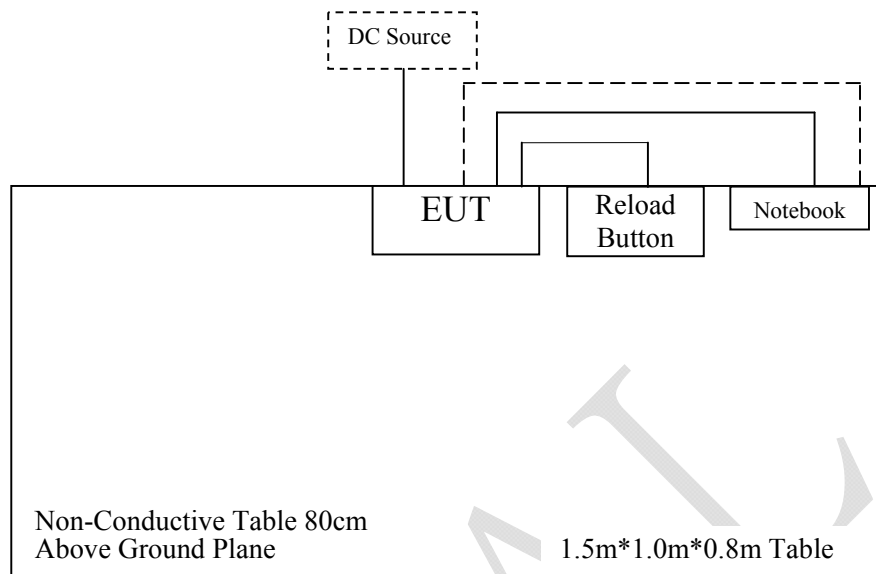 DC Source
EUT
Reload
Button
Notebook
Non-Conductive Table 80cm
Above Ground Plane
1.5m*1.0m*0.8m Table